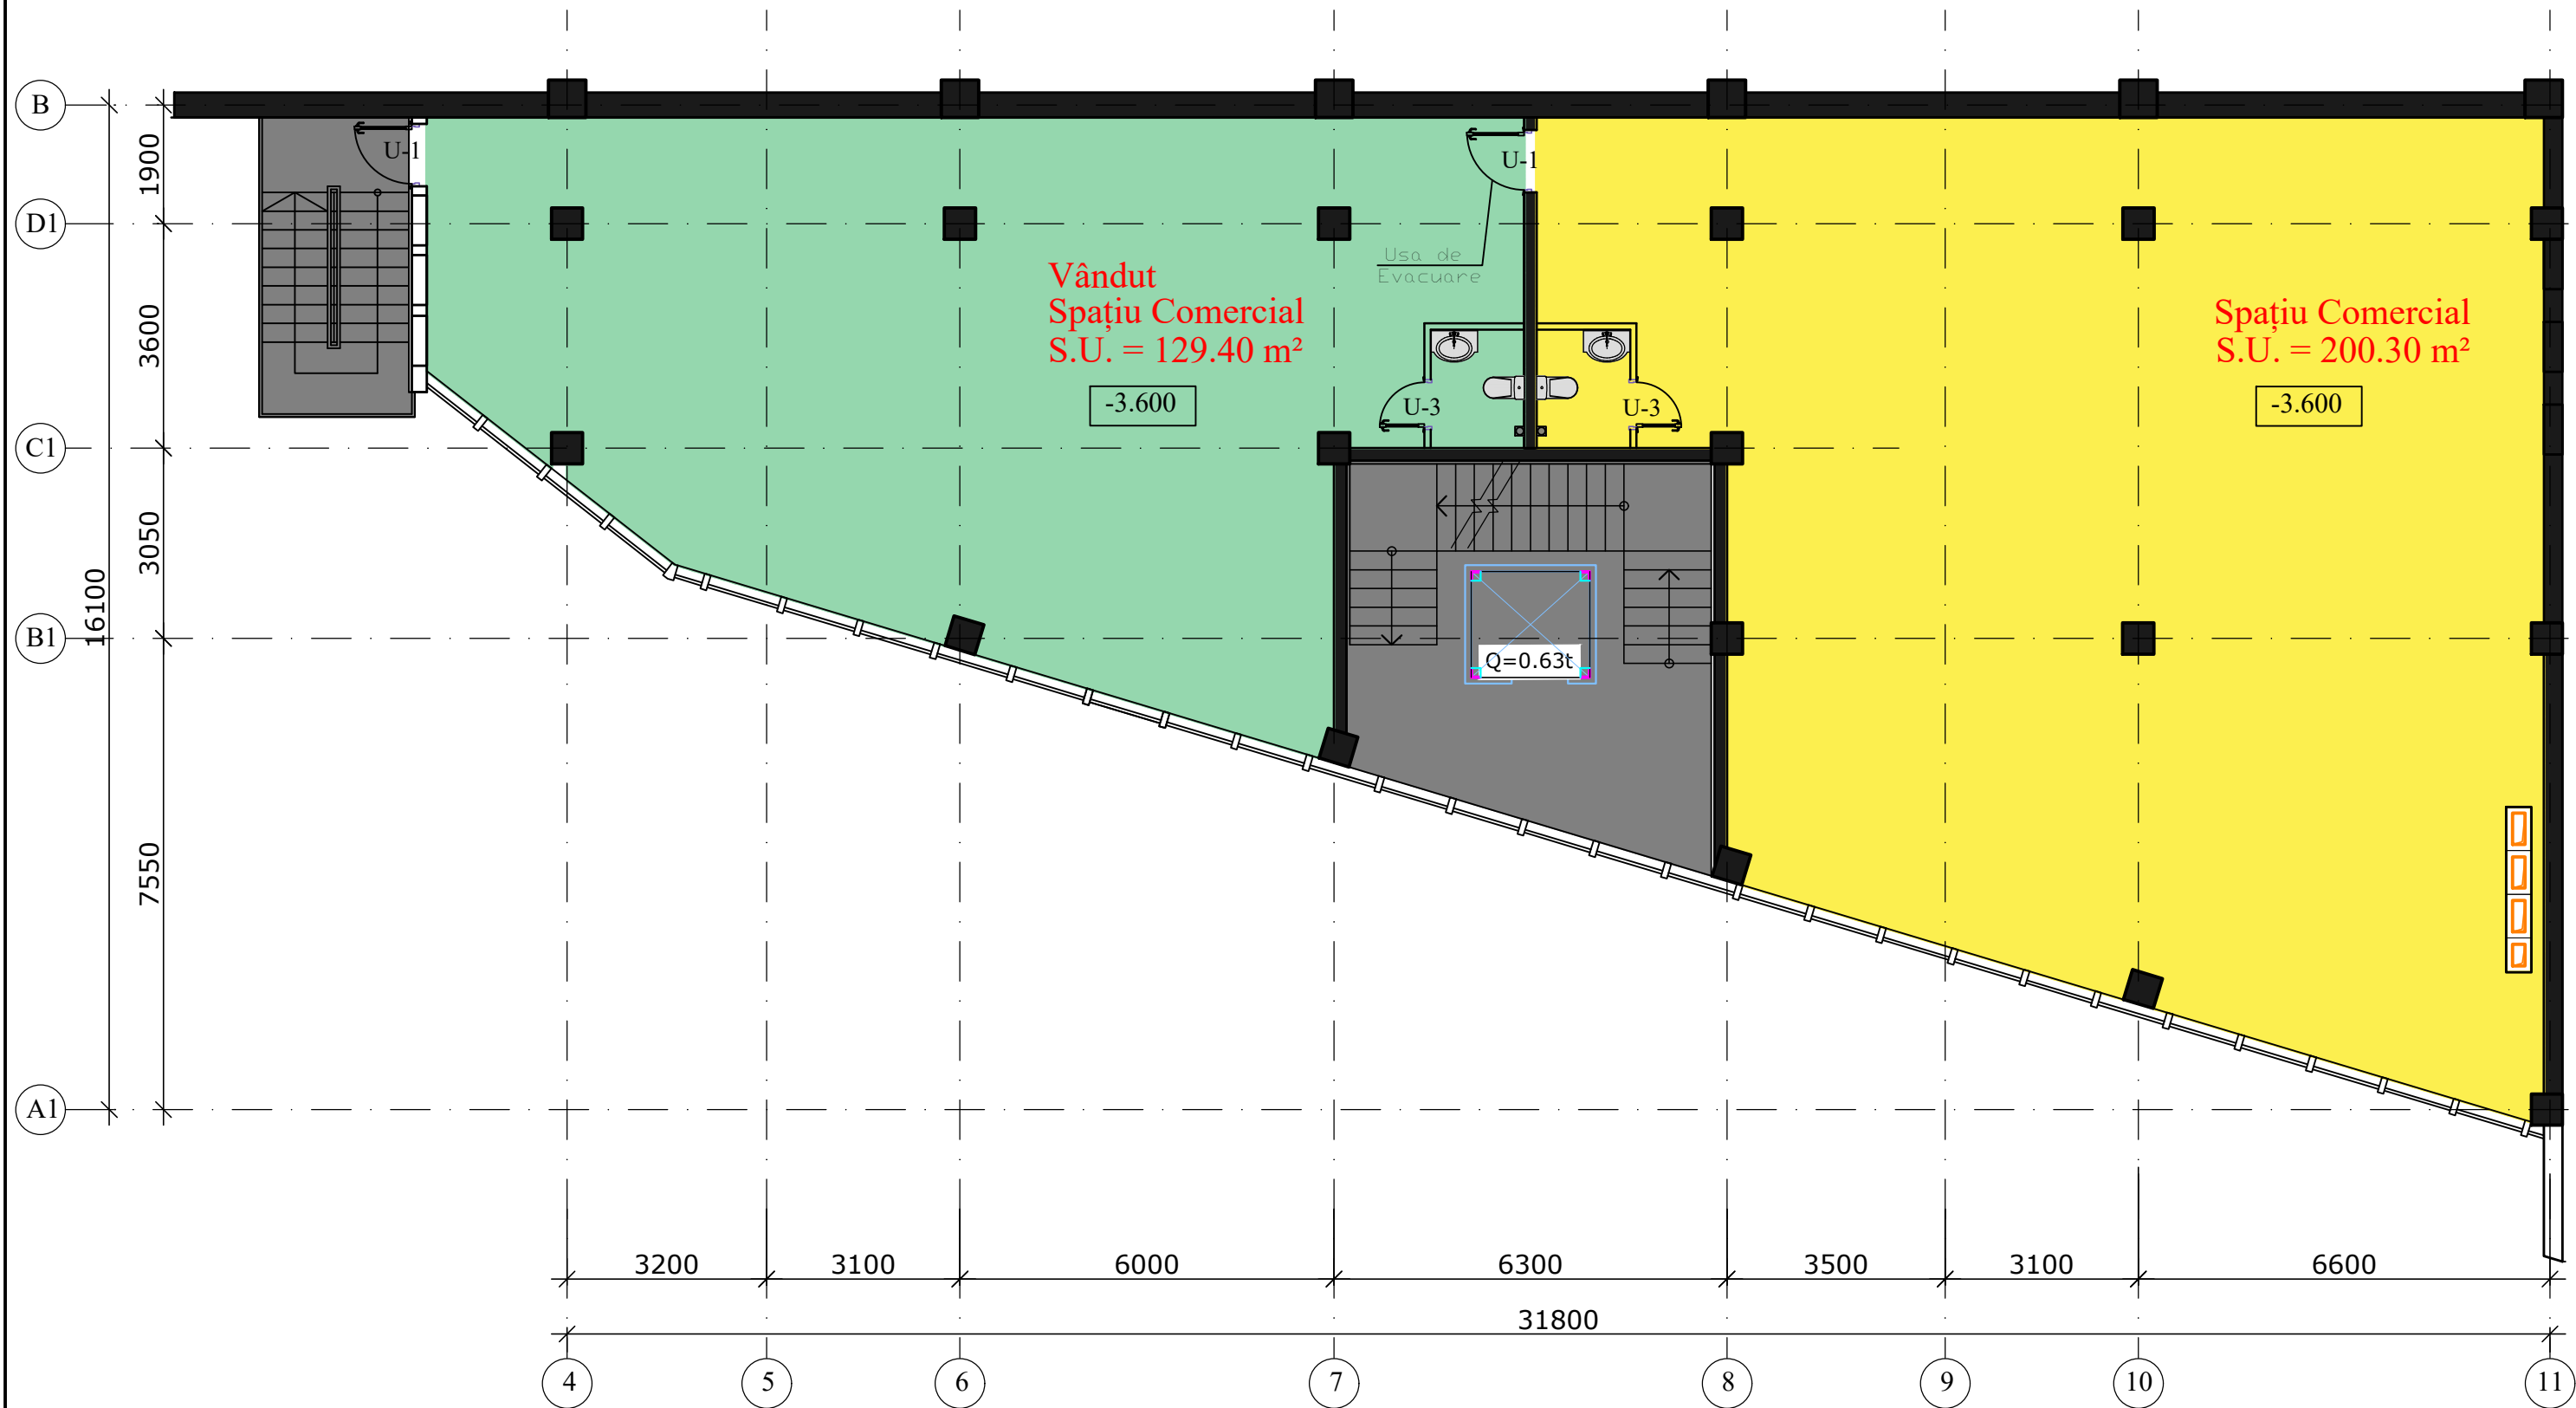 B
1900
U-1
U-1
D1
Usa de
Evacuare
Vândut
Spațiu Comercial
S.U. = 129.40 m²
-3.600
Spațiu Comercial
S.U. = 200.30 m²
-3.600
3600
U-3
U-3
C1
3050
16100
B1
Q=0.63t
7550
A1
3200
3100
6000
6300
3500
3100
6600
31800
4
5
6
7
8
9
10
11